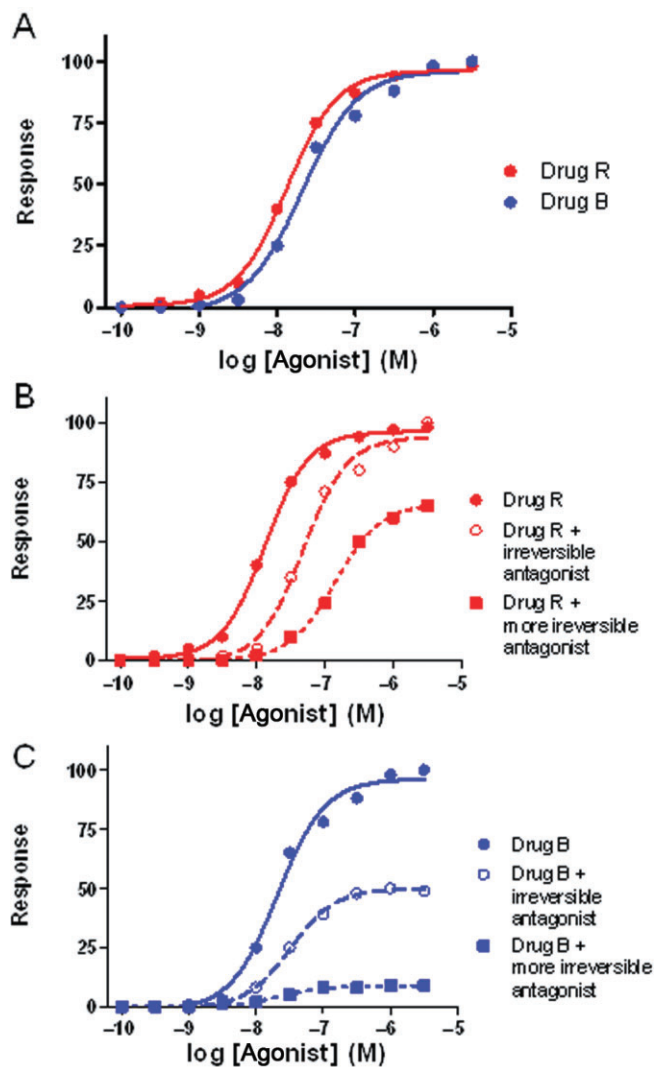 A
100
75
50
25
0
Response
–10
–9
–8
–7
–6
–5
log [Agonist] (M)
Drug R
Drug B
B
100
75
50
25
0
Response
–10
–9
–8
–7
–6
–5
log [Agonist] (M)
Drug R
Drug R +
irreversible
antagonist
Drug R +
more ireversible
antagonist
C
100
75
50
25
0
Response
–10
–9
–8
–7
–6
–5
log [Agonist] (M)
Drug B
Drug B +
irreversible
antagonist
Drug B +
more irreversible
antagonist